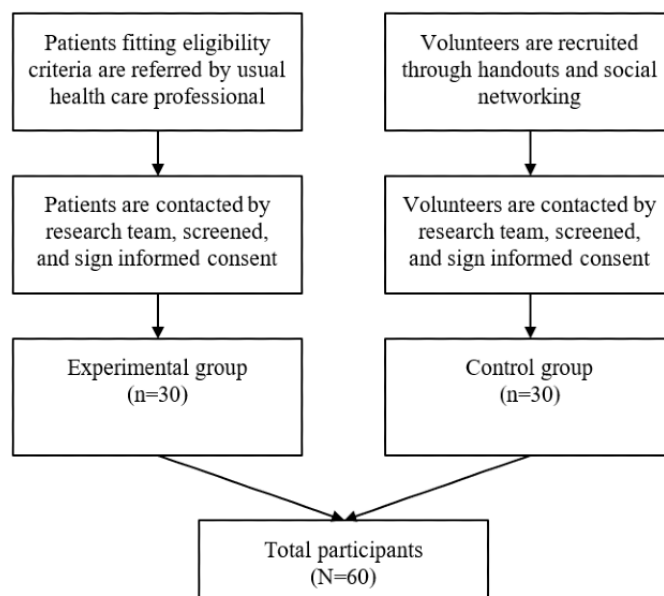 Patients fitting eligibility
criteria are referred by usual
health care professional
Volunteers are recruited
through handouts and social
networking
Patients are contacted by
research team, screened,
and sign informed consent
Volunteers are contacted by
research team, screened,
and sign informed consent
Experimental group
(n=30)
Control group
(n=30)
Total participants
(N=60)